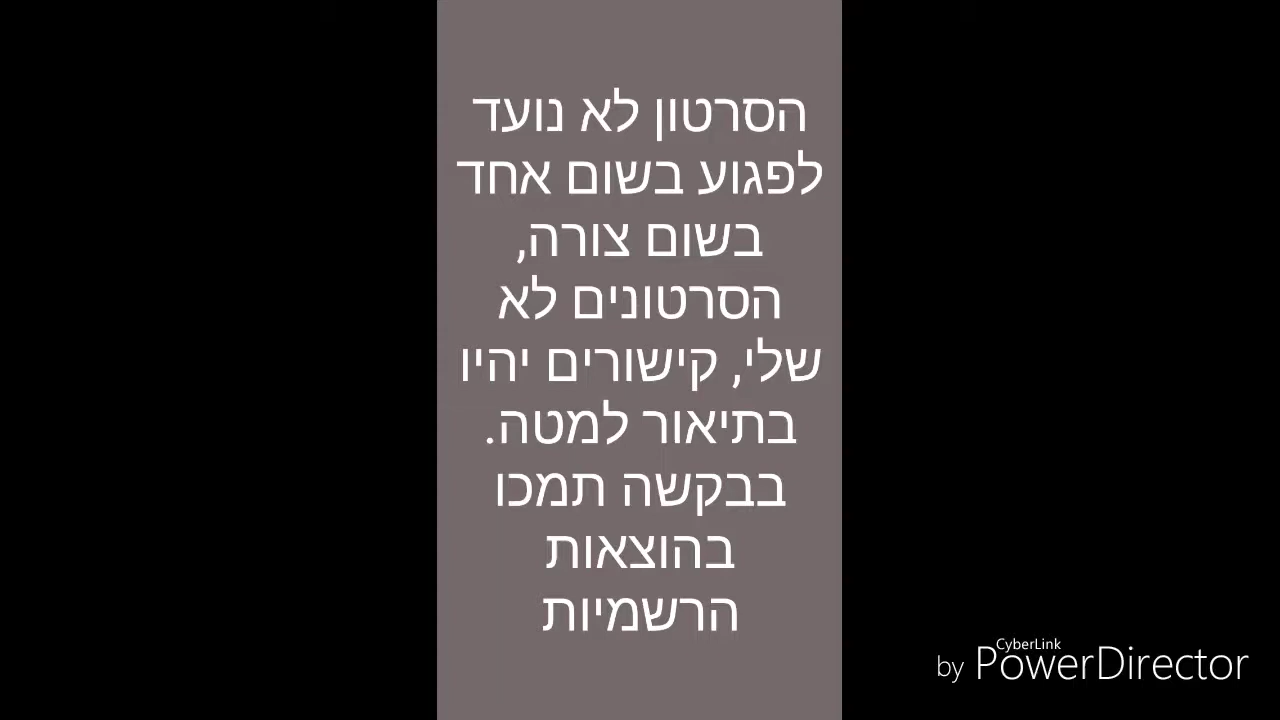 הסרטון לא נועד
לפגוע בשום אחד
בשום צורה,
הסרטונים לא
שלי, קישורים יהיו
בתיאור למטה.
בבקשה תמכו
בהוצאות
הרשמיות
CyberLink
by PowerDirector